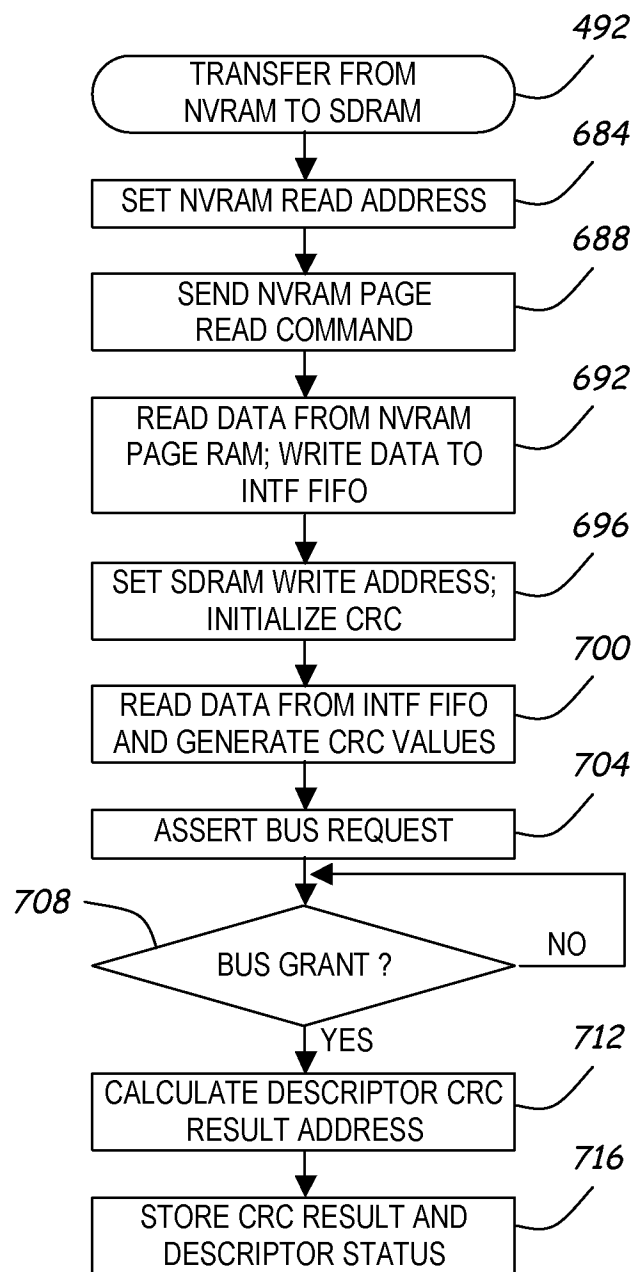 492
TRANSFER FROM
NVRAM TO SDRAM
684
SET NVRAM READ ADDRESS
688
SEND NVRAM PAGE
READ COMMAND
692
READ DATA FROM NVRAM
PAGE RAM; WRITE DATA TO
INTF FIFO
696
SET SDRAM WRITE ADDRESS;
INITIALIZE CRC
700
READ DATA FROM INTF FIFO
AND GENERATE CRC VALUES
704
ASSERT BUS REQUEST
708
BUS GRANT ?
NO
YES
712
CALCULATE DESCRIPTOR CRC
RESULT ADDRESS
716
STORE CRC RESULT AND
DESCRIPTOR STATUS